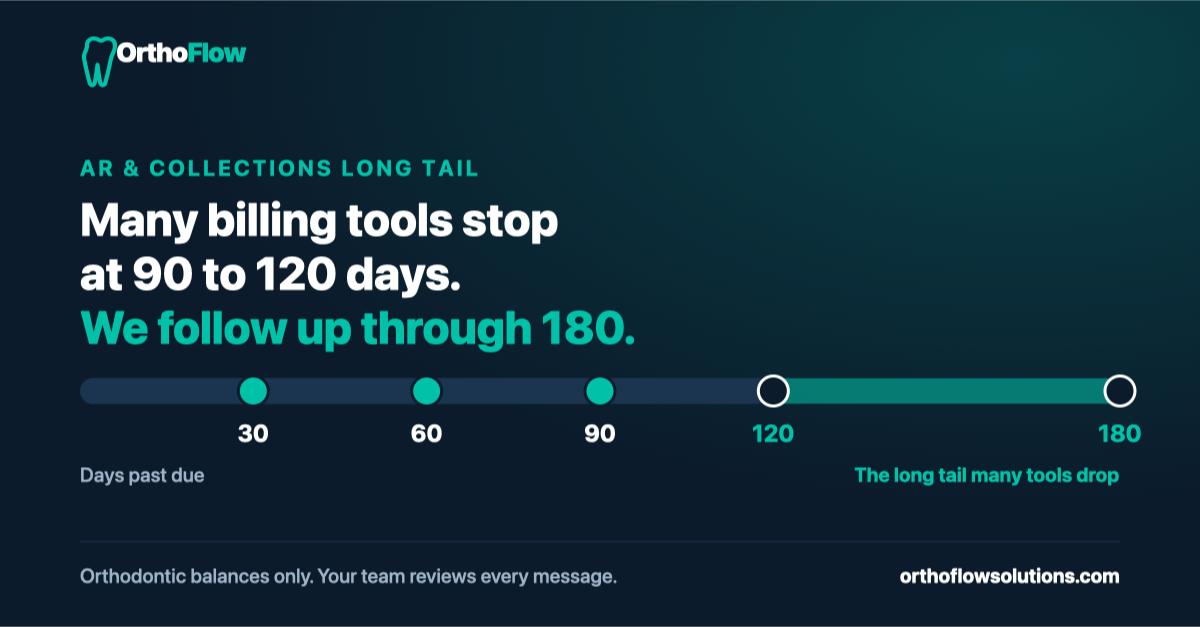 OrthoFlow
AR & COLLECTIONS LONG TAIL
Many billing tools stop
at 90 to 120 days.
We follow up through 180.
30 60 90 120 180
Days past due The long tail many tools drop
Orthodontic balances only. Your team reviews every message. orthoflowsolutions.com